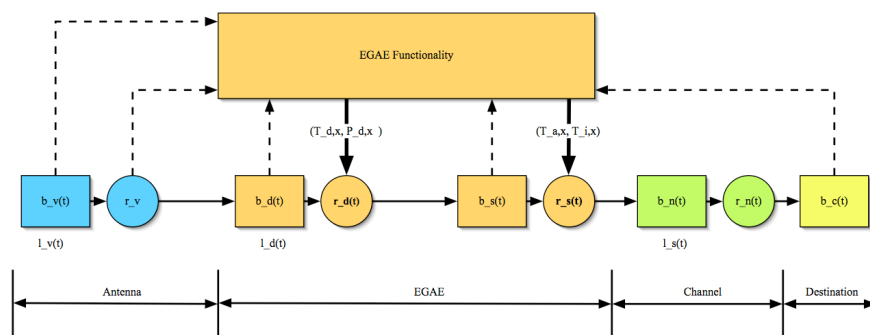 EGAE Functionality
(T_d,x, P_d,x )
(T_a,x, T_i,x)
b_v(t)
r_v
b_d(t)
r_d(t)
b_s(t)
r_s(t)
b_n(t)
r_n(t)
b_c(t)
l_v(t)
l_d(t)
l_s(t)
Antenna
EGAE
Channel
Destination